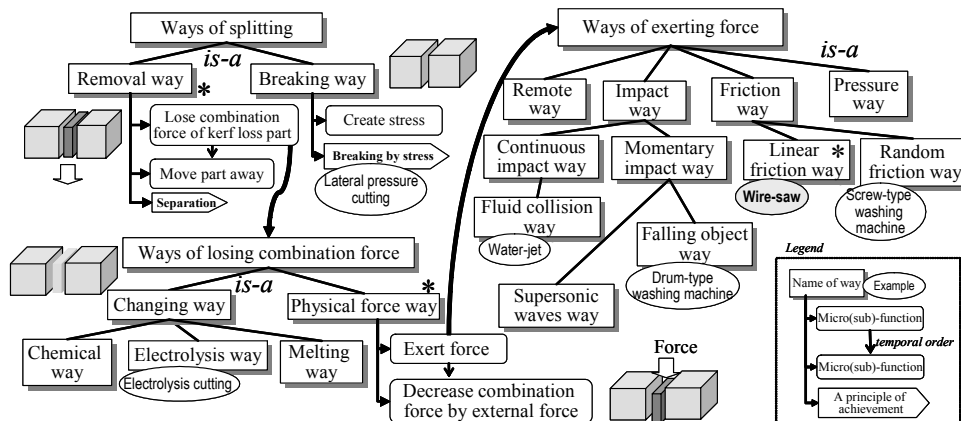 Ways of splitting
is-a
Removal way
*
Breaking way
Lose combination
force of kerf loss part
Move part away
Separation
Create stress
Breaking by stress
Lateral pressure
cutting
Ways of losing combination force
is-a
Changing way
Physical force way
*
Chemical
way
Electrolysis way
Electrolysis cutting
Melting
way
Exert force
Decrease combination
force by external force
Ways of exerting force
is-a
Remote
way
Impact
way
Friction
way
Pressure
way
Continuous
impact way
Momentary
impact way
Linear
friction way
*
Random
friction way
Wire-saw
Screw-type
washing
machine
Fluid collision
way
Water-jet
Falling object
way
Drum-type
washing machine
Supersonic
waves way
Force
Legend
Name of way
Example
Micro(sub)-function
temporal order
Micro(sub)-function
A principle of
achievement